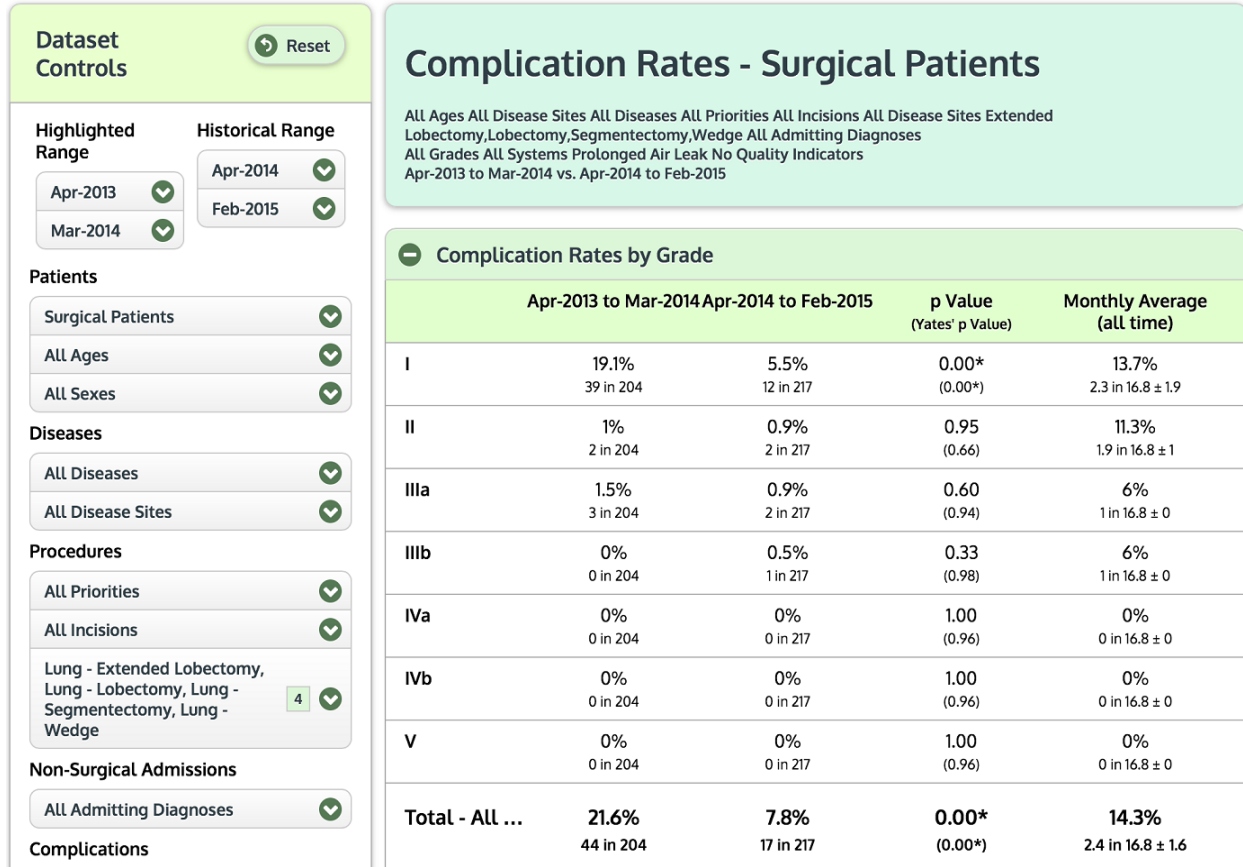 Dataset
Controls
Reset
Highlighted
Range
Historical Range
Apr-2013
Mar-2014
Apr-2014
Feb-2015
Patients
Surgical Patients
All Ages
All Sexes
Diseases
All Diseases
All Disease Sites
Procedures
All Priorities
All Incisions
Lung - Extended Lobectomy,
Lung - Lobectomy, Lung -
Segmentectomy, Lung -
Wedge
4
Non-Surgical Admissions
All Admitting Diagnoses
Complications
Complication Rates - Surgical Patients
All Ages All Disease Sites All Diseases All Priorities All Incisions All Disease Sites Extended
Lobectomy,Lobectomy,Segmentectomy,Wedge All Admitting Diagnoses
All Grades All Systems Prolonged Air Leak No Quality Indicators
Apr-2013 to Mar-2014 vs. Apr-2014 to Feb-2015
Complication Rates by Grade
Apr-2013 to Mar-2014 Apr-2014 to Feb-2015 p Value Monthly Average
(Yates' p Value) (all time)
I 19.1% 5.5% 0.00* 13.7%
39 in 204 12 in 217 (0.00*) 2.3 in 16.8 ± 1.9
II 1% 0.9% 0.95 11.3%
2 in 204 2 in 217 (0.66) 1.9 in 16.8 ± 1
IIIa 1.5% 0.9% 0.60 6%
3 in 204 2 in 217 (0.94) 1 in 16.8 ± 0
IIIb 0% 0.5% 0.33 6%
0 in 204 1 in 217 (0.98) 1 in 16.8 ± 0
IVa 0% 0% 1.00 0%
0 in 204 0 in 217 (0.96) 0 in 16.8 ± 0
IVb 0% 0% 1.00 0%
0 in 204 0 in 217 (0.96) 0 in 16.8 ± 0
V 0% 0% 1.00 0%
0 in 204 0 in 217 (0.96) 0 in 16.8 ± 0
Total - All ... 21.6% 7.8% 0.00* 14.3%
44 in 204 17 in 217 (0.00*) 2.4 in 16.8 ± 1.6